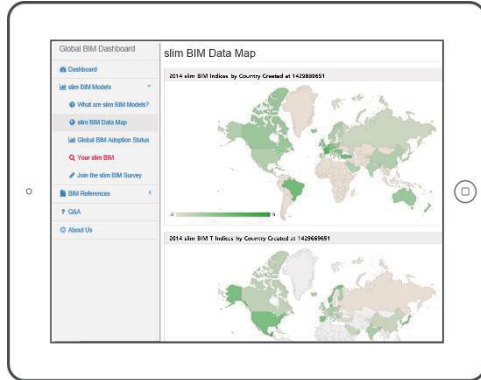 Global BIM Dashboard
Dashboard
slim BIM Models
What are slim BIM Models?
slim BIM Data Map
Global BIM Adoption Status
Your slim BIM
Join the slim BIM Survey
BIM References
? Q&A
About Us
slim BIM Data Map
2014 slim BIM Indices by Country Created at 1429669651
2014 slim BIM T Indices by Country Created at 1429669651